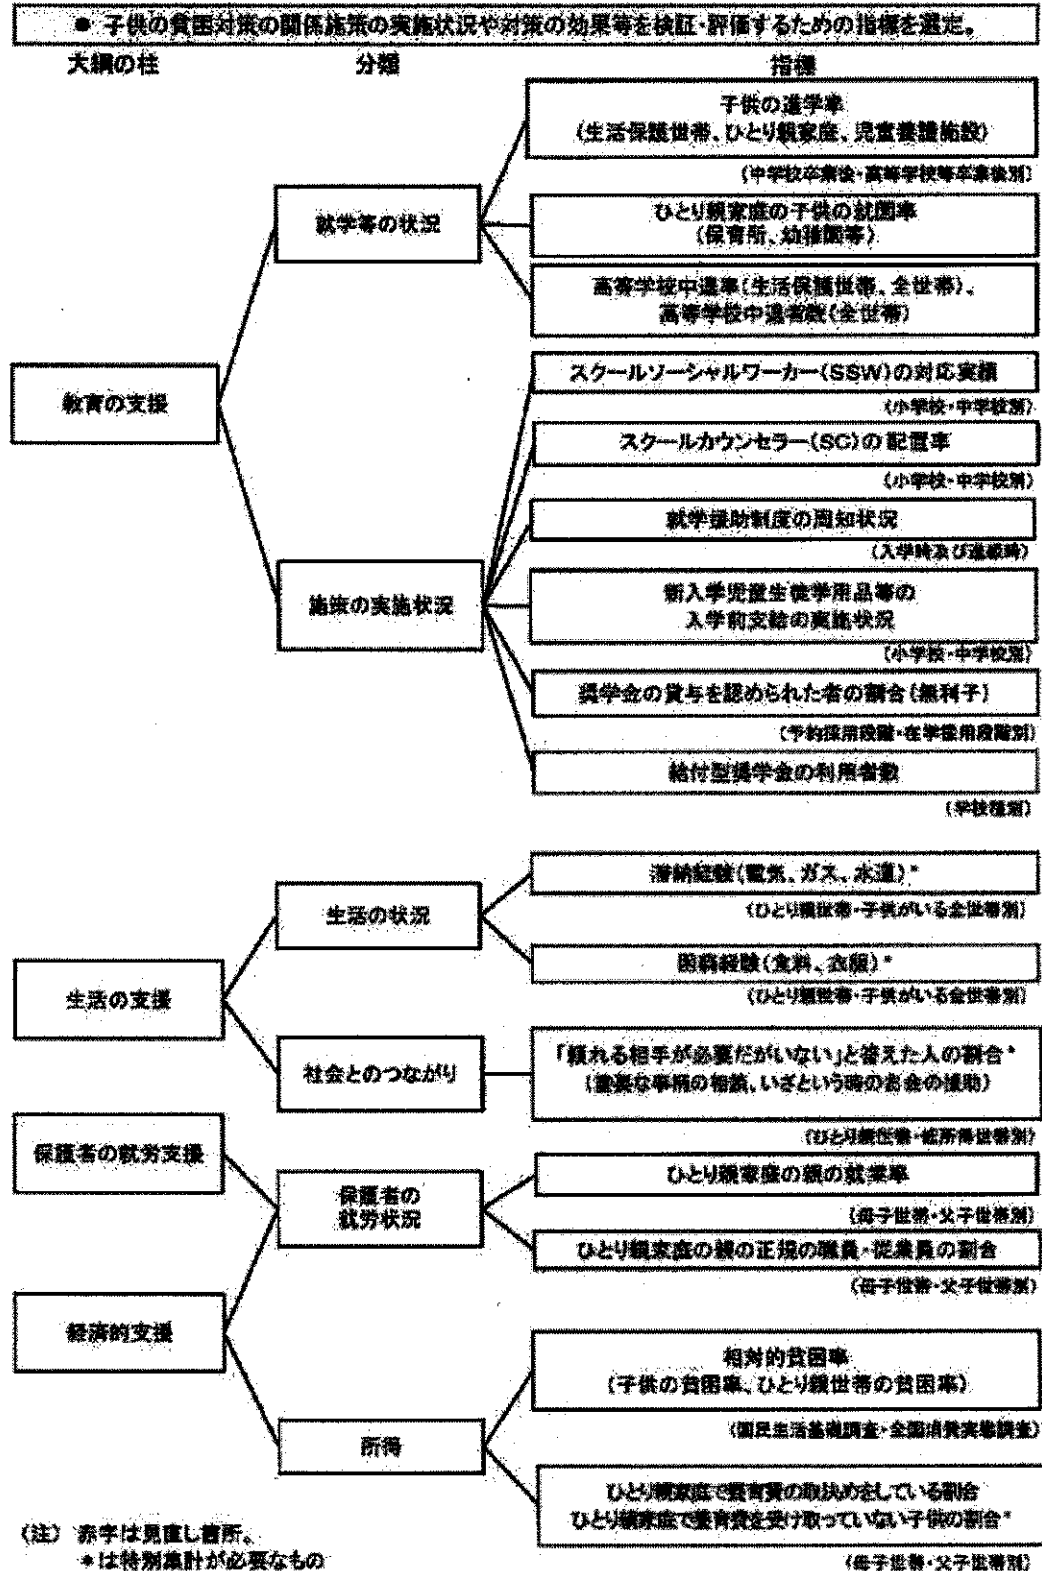 ● 子供の貧困対策の関係施策の実施状況や対策の効果等を検証・評価するための指標を選定。
大綱の柱
分類
指標
子供の進学率
(生活保護世帯、ひとり親家庭、児童養護施設)
(中学校卒業後・高等学校等卒業後別)
就学等の状況
ひとり親家庭の子供の就園率
(保育所、幼稚園等)
高等学校中退率(生活保護世帯、全世帯)、
高等学校中退者数(全世帯)
教育の支援
スクールソーシャルワーカー(SSW)の対応実績
(小学校・中学校別)
スクールカウンセラー(SC)の配置率
(小学校・中学校別)
就学援助制度の周知状況
(入学時及び進級時)
施策の実施状況
新入学児童生徒学用品等の
入学前支給の実施状況
(小学校・中学校別)
奨学金の貸与を認められた者の割合(無利子)
(予約採用段階・在学採用段階別)
給付型奨学金の利用者数
(学校種別)
生活の支援
生活の状況
滞納経験(電気、ガス、水道)*
(ひとり親世帯・子供がいる全世帯別)
困窮経験(食料、衣服)*
(ひとり親世帯・子供がいる全世帯別)
社会とのつながり
「頼れる相手が必要だがいない」と答えた人の割合*
(重要な事柄の相談、いざという時のお金の援助)
(ひとり親世帯・低所得世帯別)
保護者の就労支援
保護者の
就労状況
ひとり親家庭の親の就業率
(母子世帯・父子世帯別)
ひとり親家庭の親の正規の職員・従業員の割合
(母子世帯・父子世帯別)
経済的支援
所得
相対的貧困率
(子供の貧困率、ひとり親世帯の貧困率)
(国民生活基礎調査・全国消費実態調査)
ひとり親家庭で養育費の取決めをしている割合
ひとり親家庭で養育費を受け取っていない子供の割合*
(母子世帯・父子世帯別)
(注) 赤字は見直し箇所。
*は特別集計が必要なもの